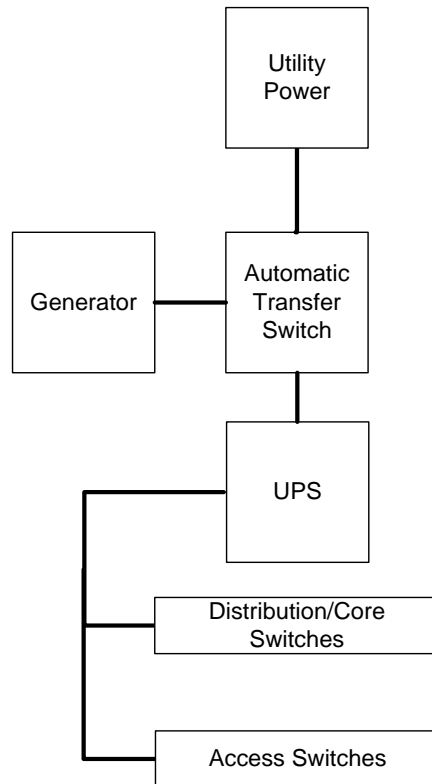 Utility
Power
Generator
Automatic
Transfer
Switch
UPS
Distribution/Core
Switches
Access Switches